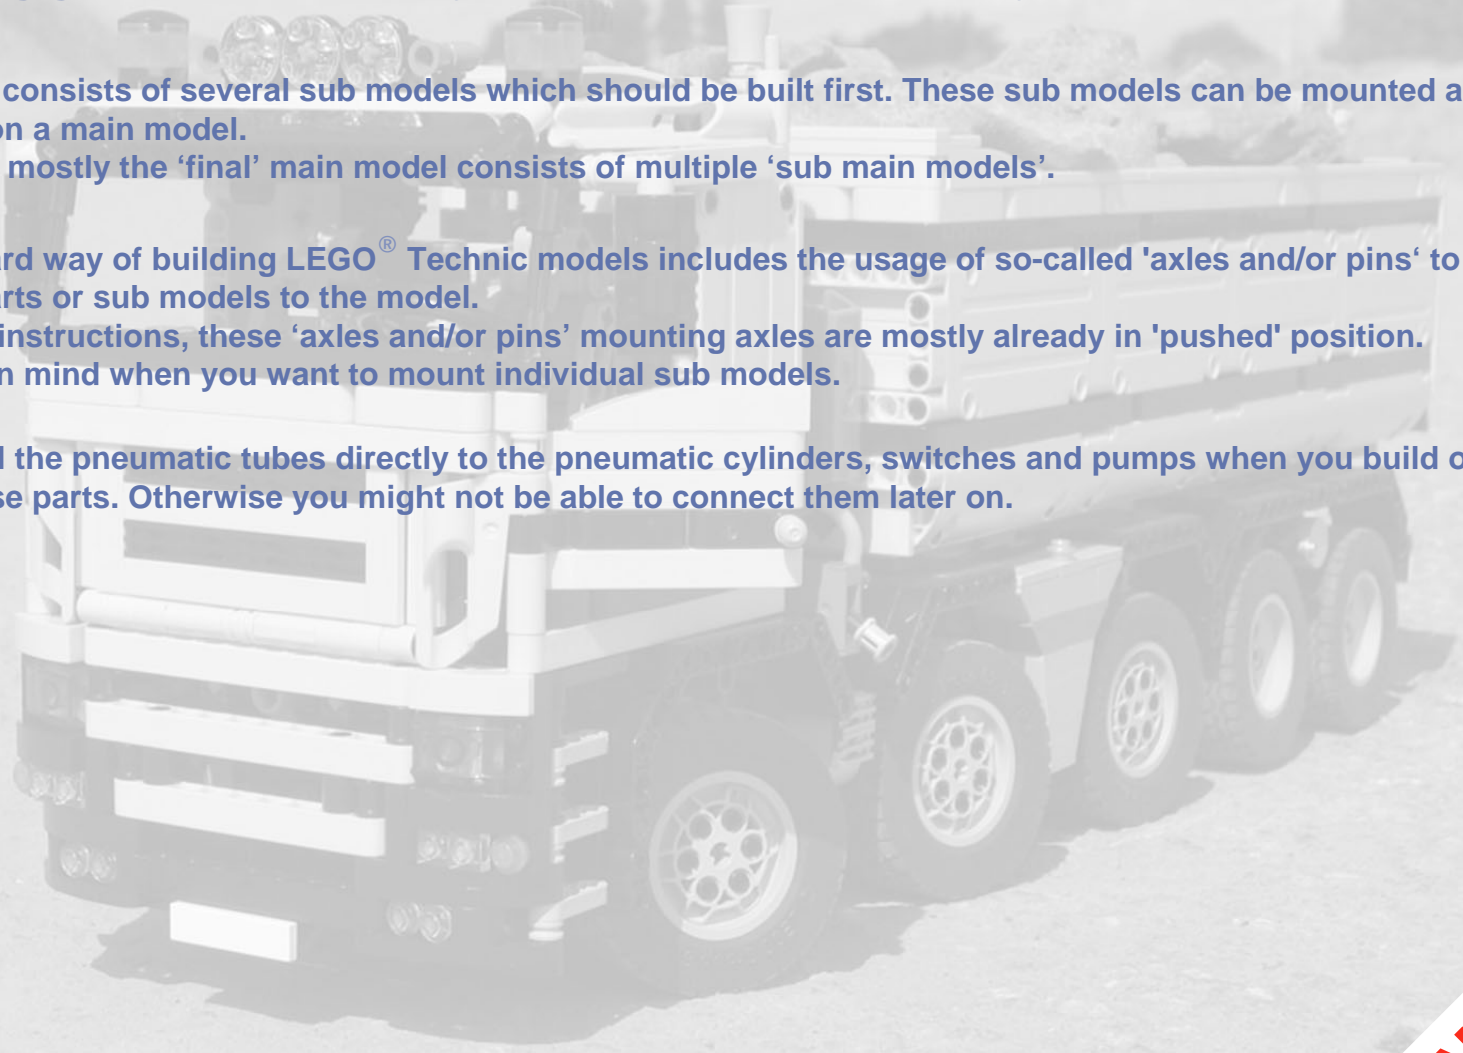 consists of several sub models which should be built first. These sub models can be mounted a
on a main model.
mostly the ‘final’ main model consists of multiple ‘sub main models’.
ard way of building LEGO® Technic models includes the usage of so-called 'axles and/or pins‘ to
arts or sub models to the model.
instructions, these ‘axles and/or pins’ mounting axles are mostly already in 'pushed' position.
n mind when you want to mount individual sub models.
l the pneumatic tubes directly to the pneumatic cylinders, switches and pumps when you build o
se parts. Otherwise you might not be able to connect them later on.